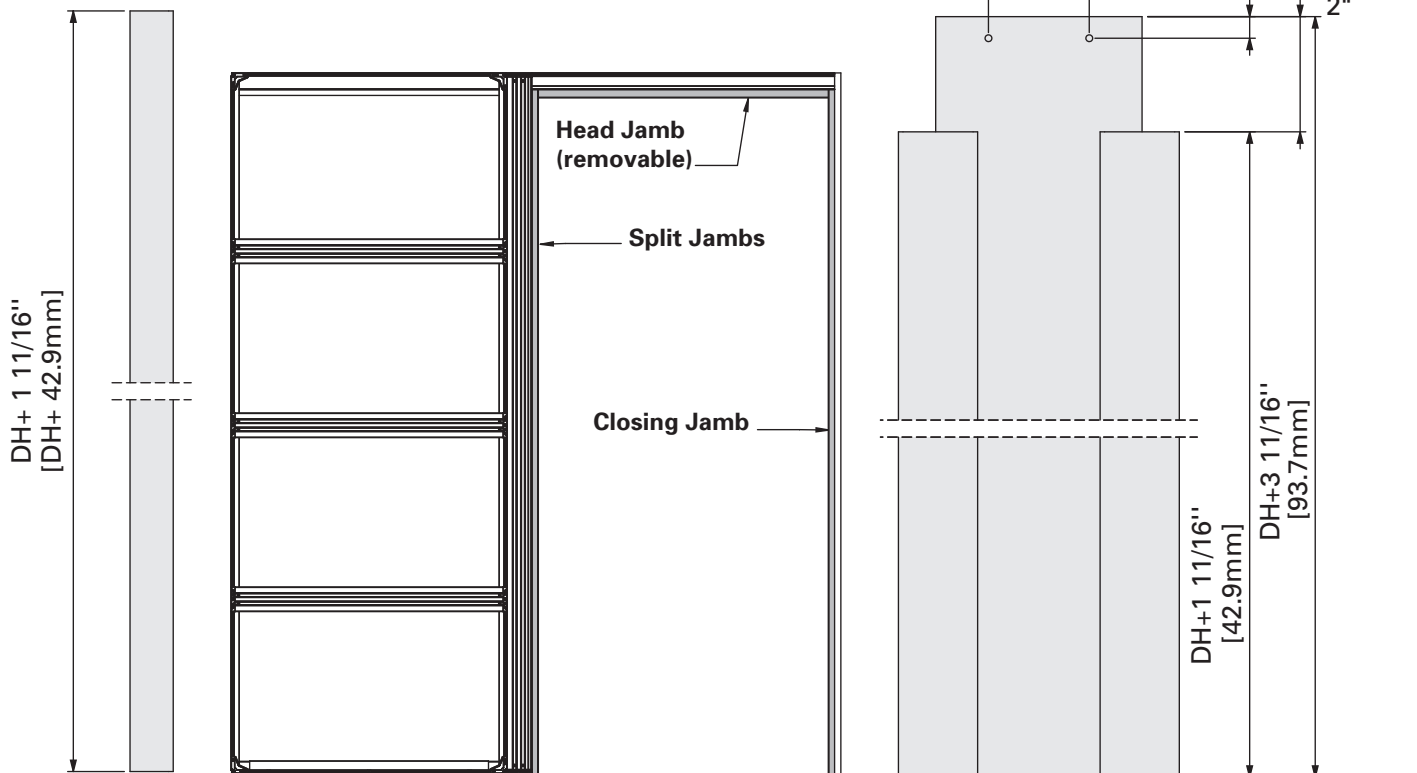 2"
Head Jamb
(removable)
Split Jambs
Closing Jamb
DH+ 1 11/16''
[DH+ 42.9mm]
DH+1 11/16''
[42.9mm]
DH+3 11/16''
[93.7mm]